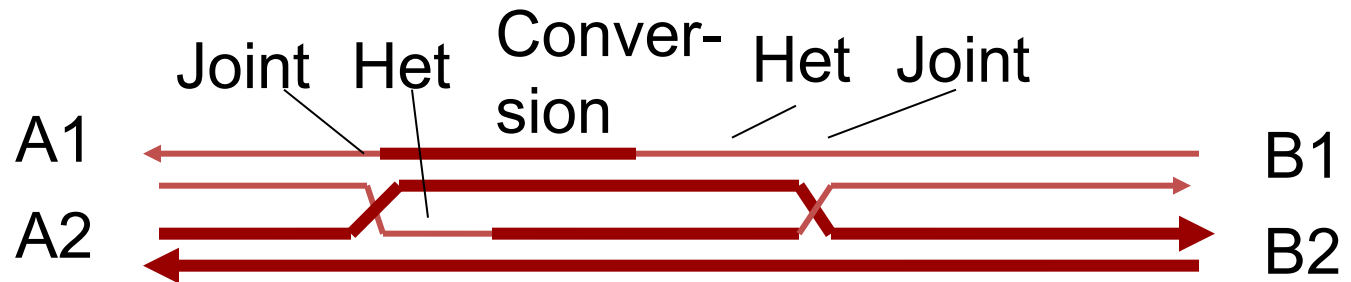 Joint Het Conver-
sion Het Joint
A1 B1
A2 B2